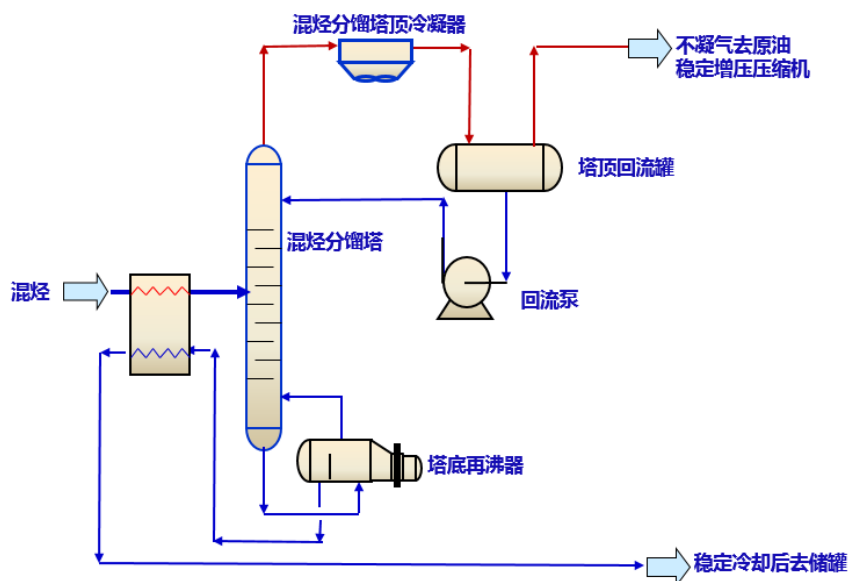 混烃分馏塔顶冷凝器
不凝气去原油
稳定增压压缩机
塔顶回流罐
混烃分馏塔
混烃
回流泵
塔底再沸器
稳定冷却后去储罐